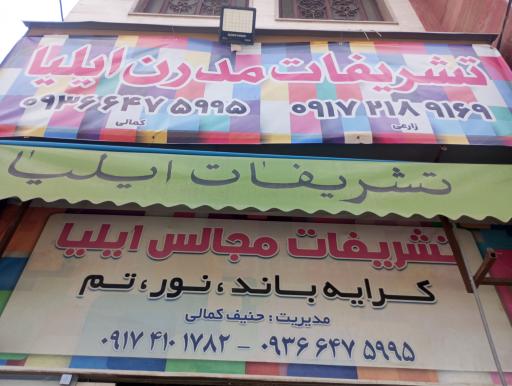 تشریفات مدرن ایلیا
۰۹۱۷ ۲۱۸ ۹۱۶۹ ۰۹۳۶ ۶۴۷ ۵۹۹۵
زارعی کمالی
تشریفات ایلیا
تشریفات مجالس ایلیا
کرایه باند، نور، تم
مدیریت : حنیف کمالی
۰۹۱۷ ۴۱۰ ۱۷۸۲ - ۰۹۳۶ ۶۴۷ ۵۹۹۵